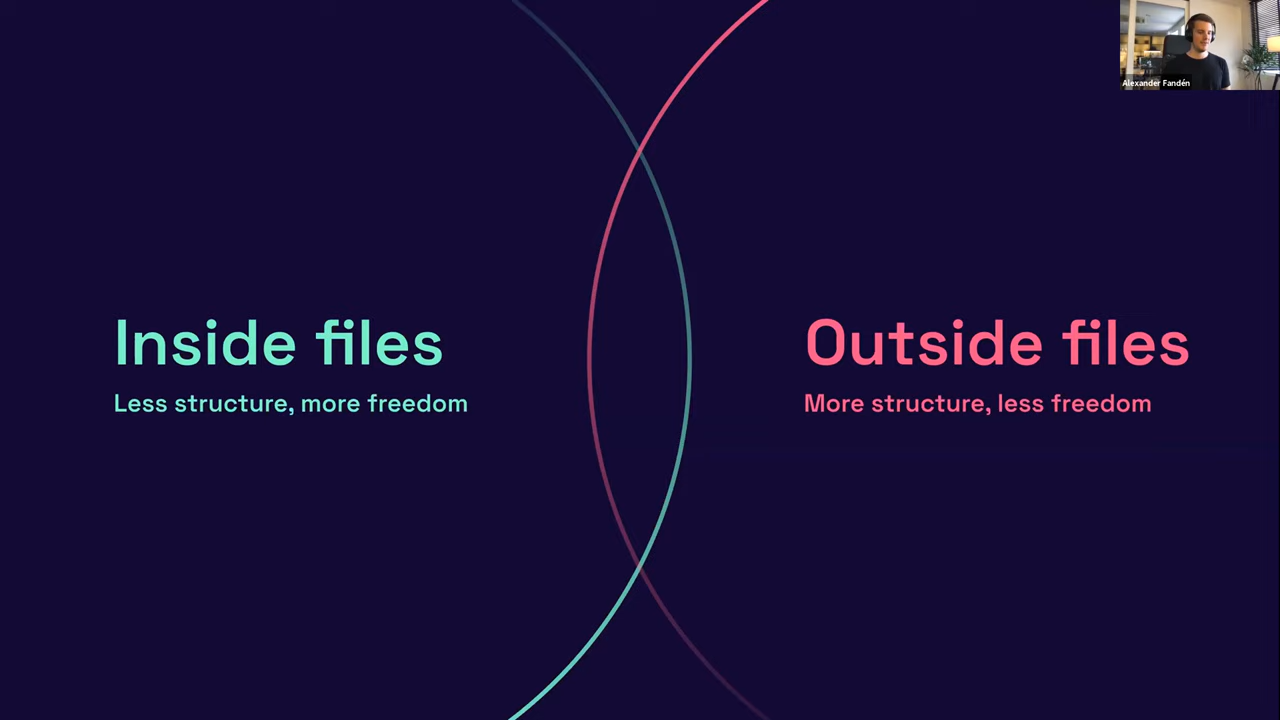 Alexander Fandén
Inside files
Less structure, more freedom
Outside files
More structure, less freedom